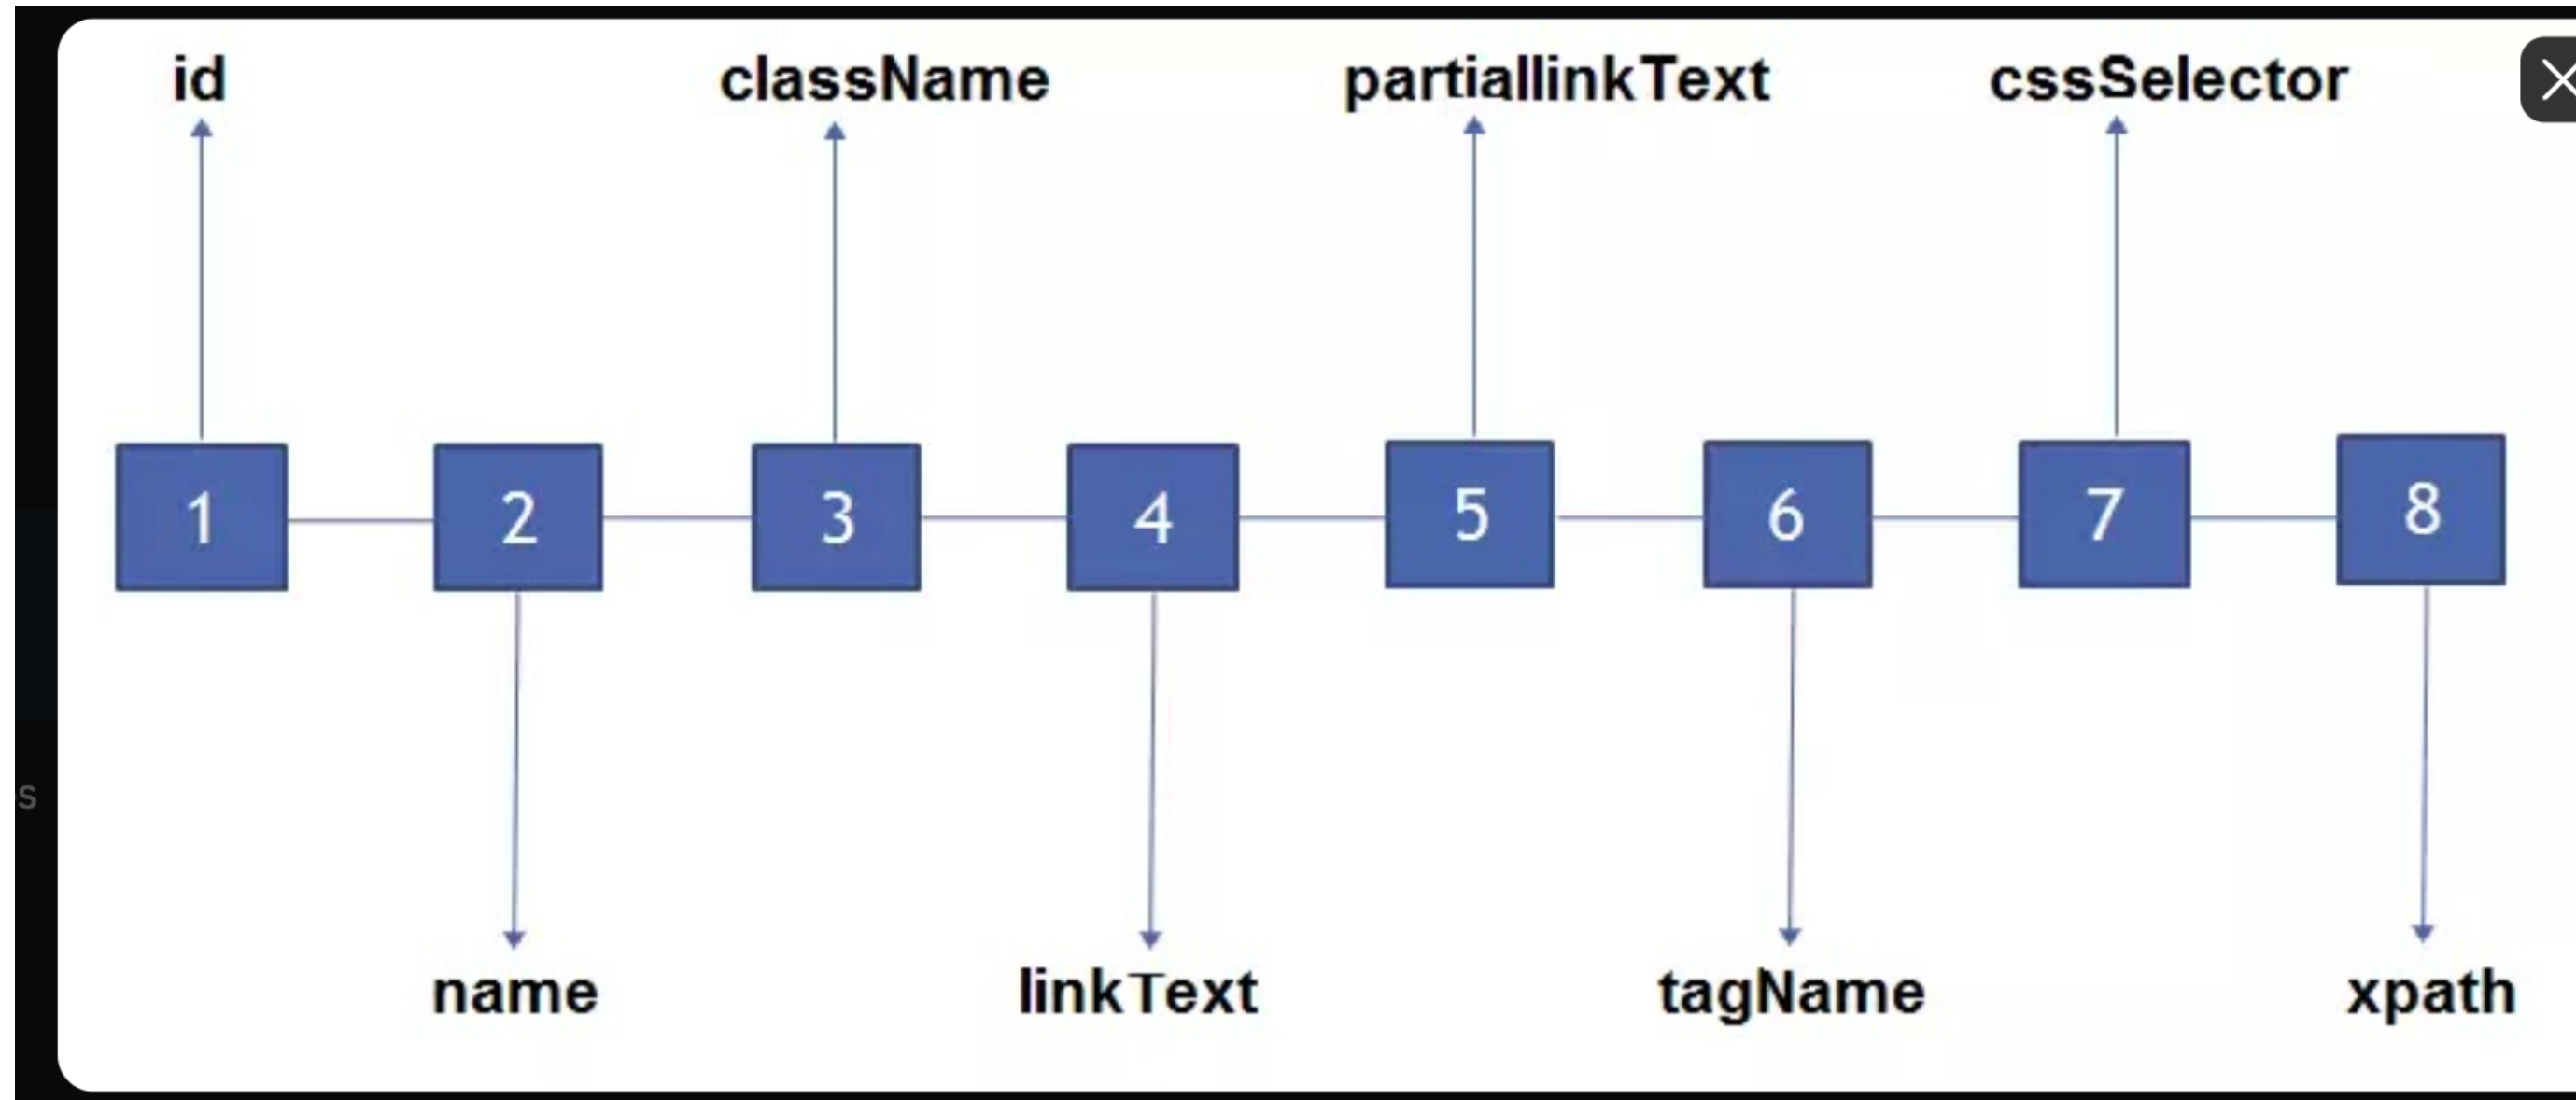 id
className
partiallinkText
cssSelector
1
2
3
4
5
6
7
8
s
name
linkText
tagName
xpath